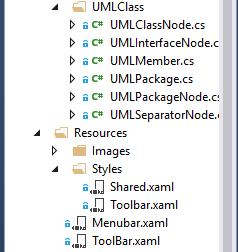 UMLClass
C# UMLClassNode.cs
C# UMLInterfaceNode.c
C# UMLMember.cs
C# UMLPackage.cs
C# UMLPackageNode.cs
C# UMLSeparatorNode.c
Resources
Images
Styles
Shared.xaml
Toolbar.xaml
Menubar.xaml
ToolBar.xaml